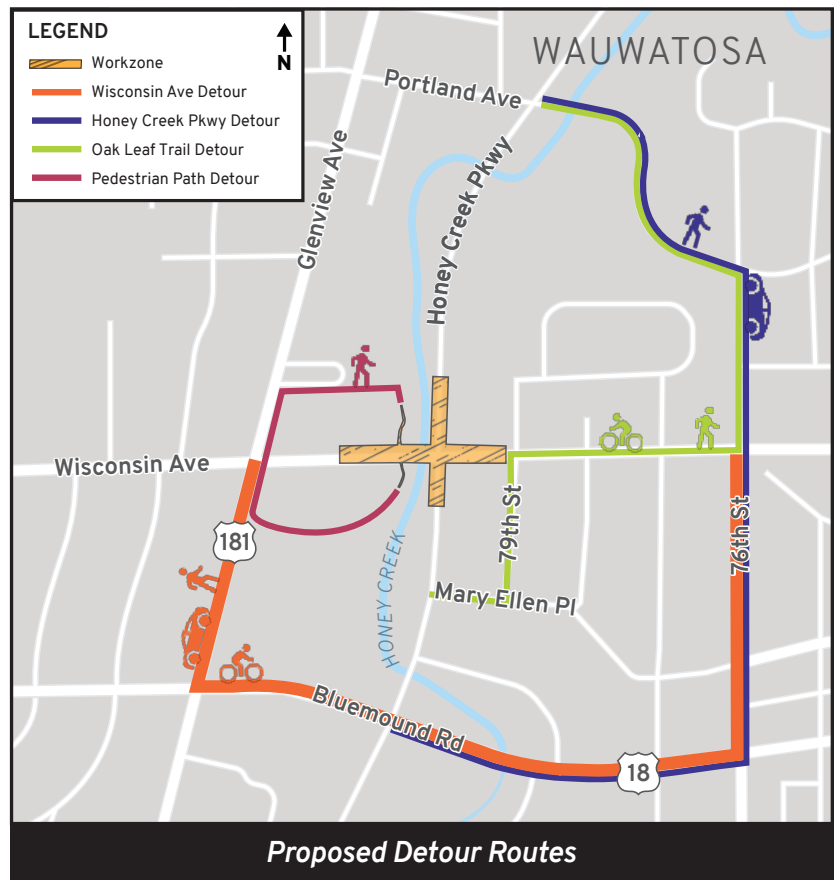 LEGEND
N
Workzone
Wisconsin Ave Detour
Honey Creek Pkwy Detour
Oak Leaf Trail Detour
Pedestrian Path Detour
WAUWATOSA
Portland Ave
Glenview Ave
Honey Creek Pkwy
Wisconsin Ave
181
79th St
76th St
HONEY CREEK
Mary Ellen Pl
Bluemound Rd
18
Proposed Detour Routes